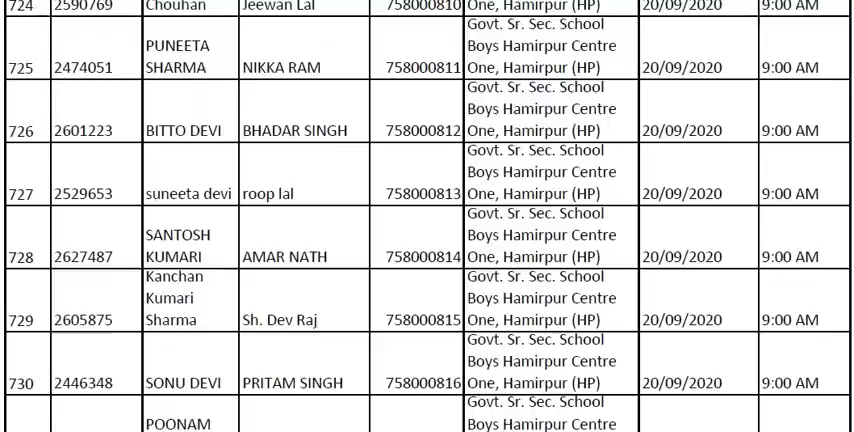 724 2590769 Chouhan Jeewan Lal 758000810 One, Hamirpur (HP) 20/09/2020 9:00 AM
Govt. Sr. Sec. School
PUNEETA Boys Hamirpur Centre
725 2474051 SHARMA NIKKA RAM 758000811 One, Hamirpur (HP) 20/09/2020 9:00 AM
Govt. Sr. Sec. School
Boys Hamirpur Centre
726 2601223 BITTO DEVI BHADAR SINGH 758000812 One, Hamirpur (HP) 20/09/2020 9:00 AM
Govt. Sr. Sec. School
Boys Hamirpur Centre
727 2529653 suneeta devi roop lal 758000813 One, Hamirpur (HP) 20/09/2020 9:00 AM
Govt. Sr. Sec. School
SANTOSH Boys Hamirpur Centre
728 2627487 KUMARI AMAR NATH 758000814 One, Hamirpur (HP) 20/09/2020 9:00 AM
Kanchan Govt. Sr. Sec. School
Kumari Boys Hamirpur Centre
729 2605875 Sharma Sh. Dev Raj 758000815 One, Hamirpur (HP) 20/09/2020 9:00 AM
Govt. Sr. Sec. School
Boys Hamirpur Centre
730 2446348 SONU DEVI PRITAM SINGH 758000816 One, Hamirpur (HP) 20/09/2020 9:00 AM
Govt. Sr. Sec. School
POONAM Boys Hamirpur Centre